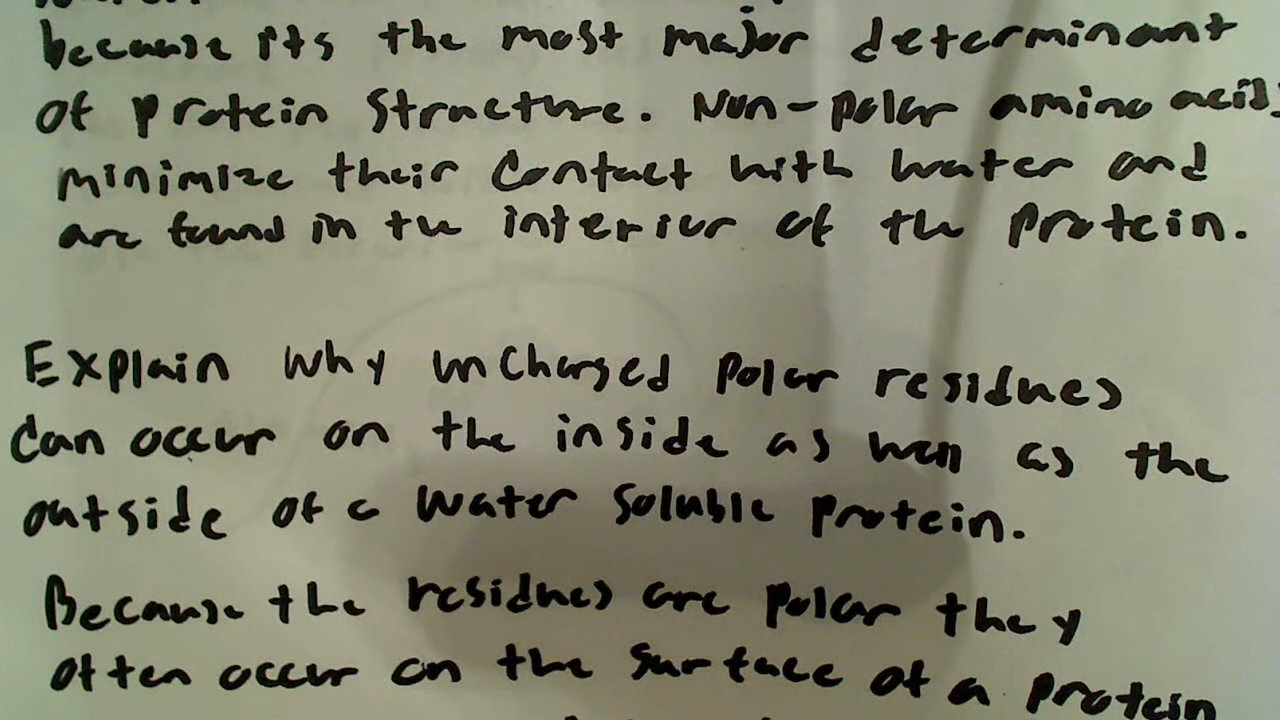 because its the most major determinant
of protein structure. Non-polar amino acids
minimize their contact with water and
are found in the interior of the protein.
Explain why uncharged polar residues
can occur on the inside as well as the
outside of a water soluble protein.
Because the residues are polar they
often occur on the surface of a protein